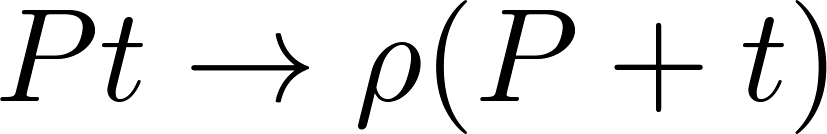 Pt → ρ(P + t)